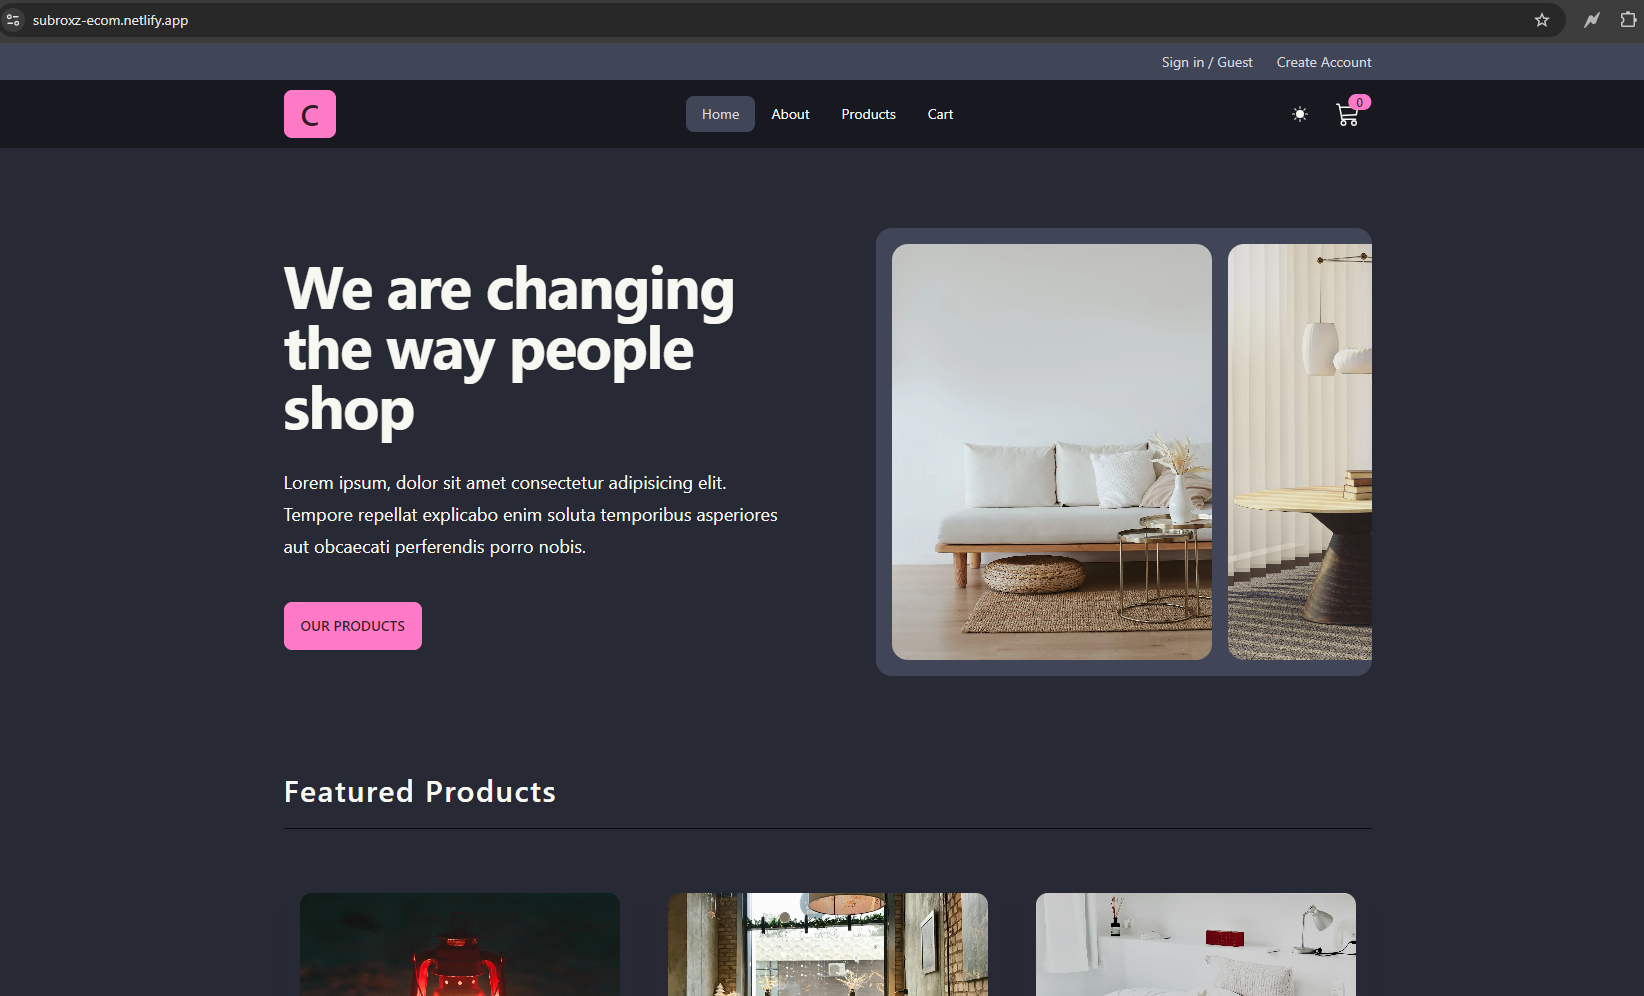 subroxz-ecom.netlify.app
Sign in / Guest Create Account
C
Home About Products Cart
0
We are changing
the way people
shop
Lorem ipsum, dolor sit amet consectetur adipisicing elit.
Tempore repellat explicabo enim soluta temporibus asperiores
aut obcaecati perferendis porro nobis.
OUR PRODUCTS
Featured Products